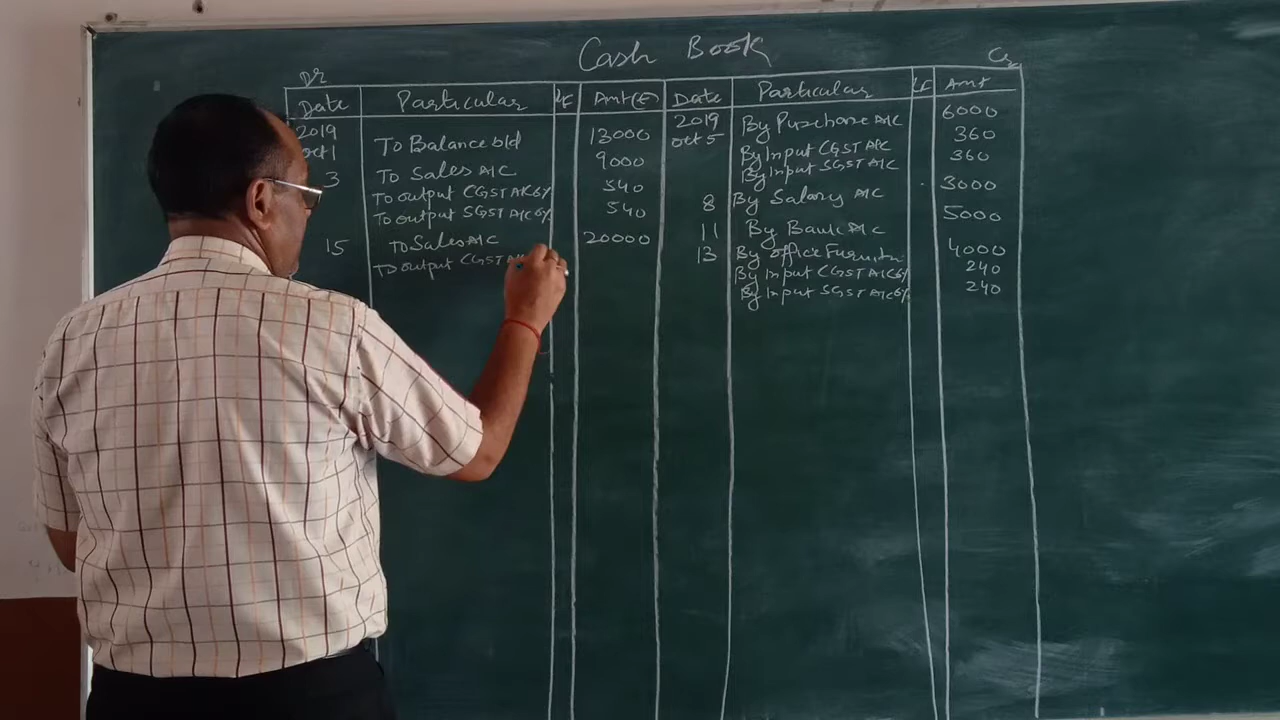 Cash Book
Dr
Cr
Date Particular LF Amt(₹) Date Particular LF Amt
2019 2019 By Purchase A/C 6000
Oct 1 To Balance b/d 13000 Oct 5 By Input CGST A/C 360
3 To Sales A/C 9000 By Input SGST A/C 360
To output CGST A/C 6% 540 8 By Salary A/C 3000
To output SGST A/C 6% 540 11 By Bank A/C 5000
15 To Sales A/C 20000 13 By Office Furniture 4000
To output CGST By Input CGST A/C 6% 240
By Input SGST A/C 6% 240